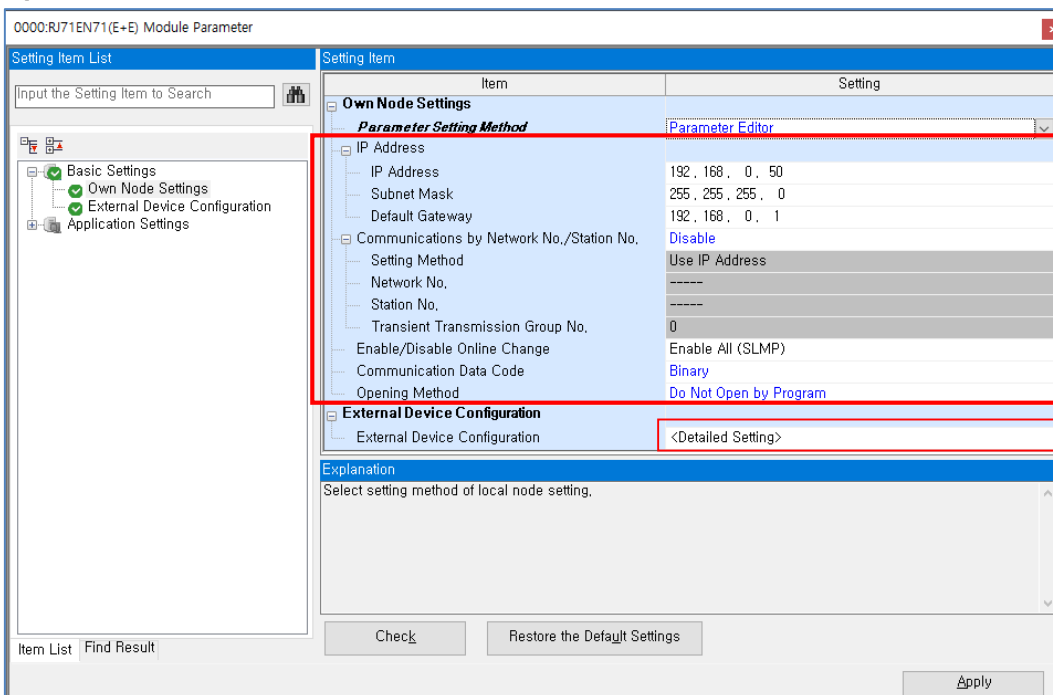 0000:RJ71EN71(E+E) Module Parameter
Setting Item List
Input the Setting Item to Search
Basic Settings
Own Node Settings
External Device Configuration
Application Settings
Item List
Find Result
Setting Item
Item Setting
Own Node Settings
Parameter Setting Method Parameter Editor
IP Address
IP Address 192 . 168 . 0 . 50
Subnet Mask 255 . 255 . 255 . 0
Default Gateway 192 . 168 . 0 . 1
Communications by Network No./Station No. Disable
Setting Method Use IP Address
Network No. -----
Station No. -----
Transient Transmission Group No. 0
Enable/Disable Online Change Enable All (SLMP)
Communication Data Code Binary
Opening Method Do Not Open by Program
External Device Configuration
External Device Configuration <Detailed Setting>
Explanation
Select setting method of local node setting.
Check Restore the Default Settings
Apply